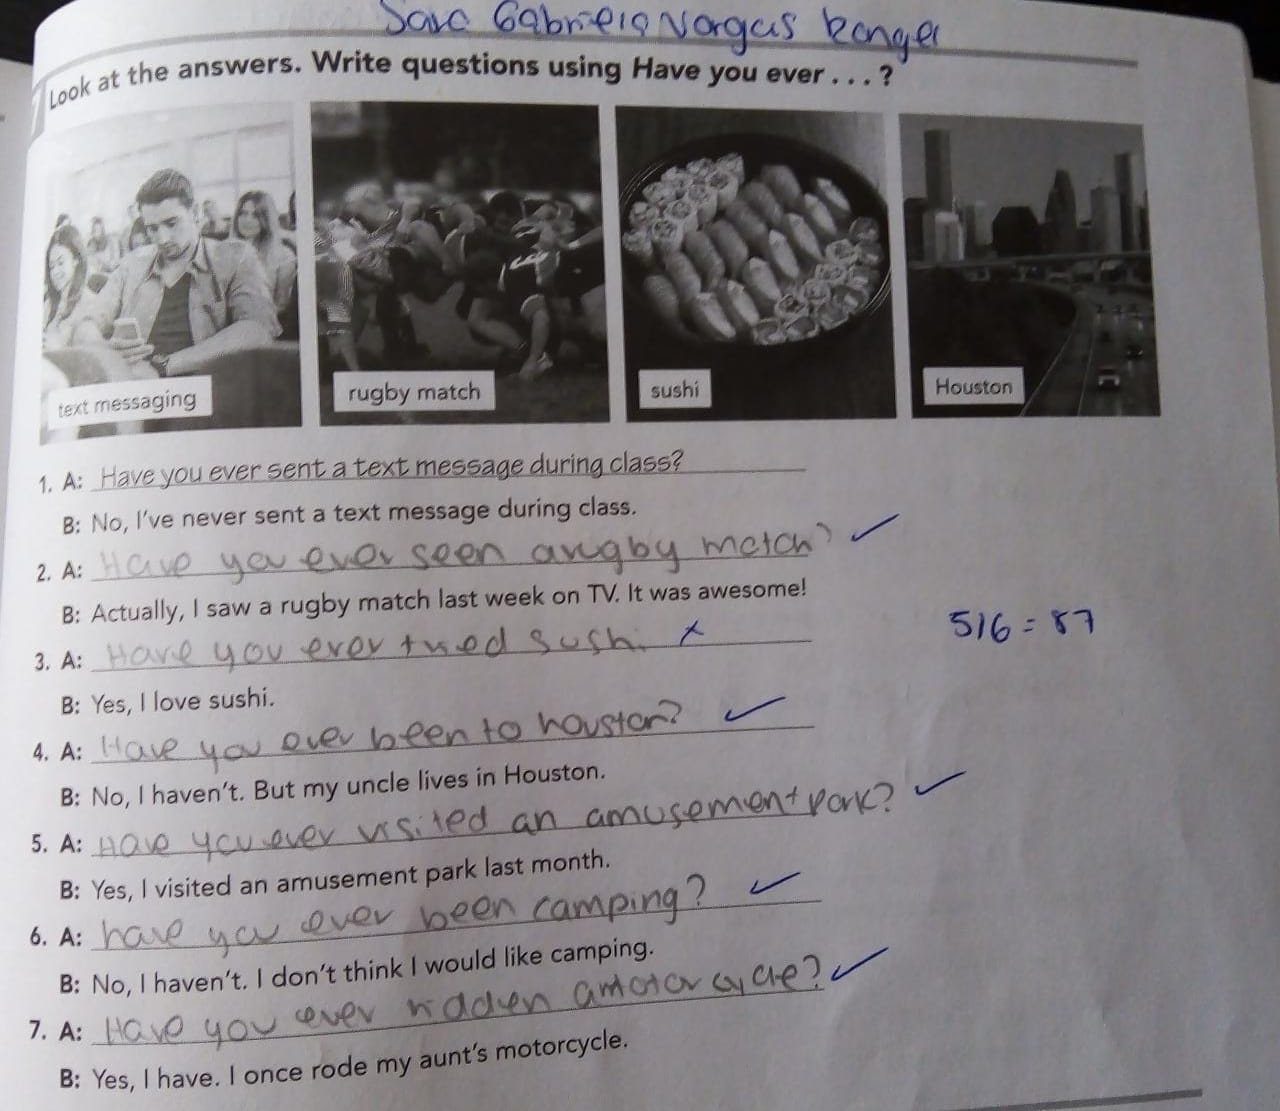 Sara Gabriela Vargas Rangel
Look at the answers. Write questions using Have you ever . . . ?
text messaging
rugby match
sushi
Houston
1. A: Have you ever sent a text message during class?
B: No, I've never sent a text message during class.
2. A: Have you ever seen a rugby match?
B: Actually, I saw a rugby match last week on TV. It was awesome!
3. A: Have you ever tried sushi x
5/6 = 87
B: Yes, I love sushi.
4. A: Have you ever been to houston?
B: No, I haven't. But my uncle lives in Houston.
5. A: Have you ever visited an amusement park?
B: Yes, I visited an amusement park last month.
6. A: have you ever been camping?
B: No, I haven't. I don't think I would like camping.
7. A: Have you ever ridden a motorcycle?
B: Yes, I have. I once rode my aunt's motorcycle.